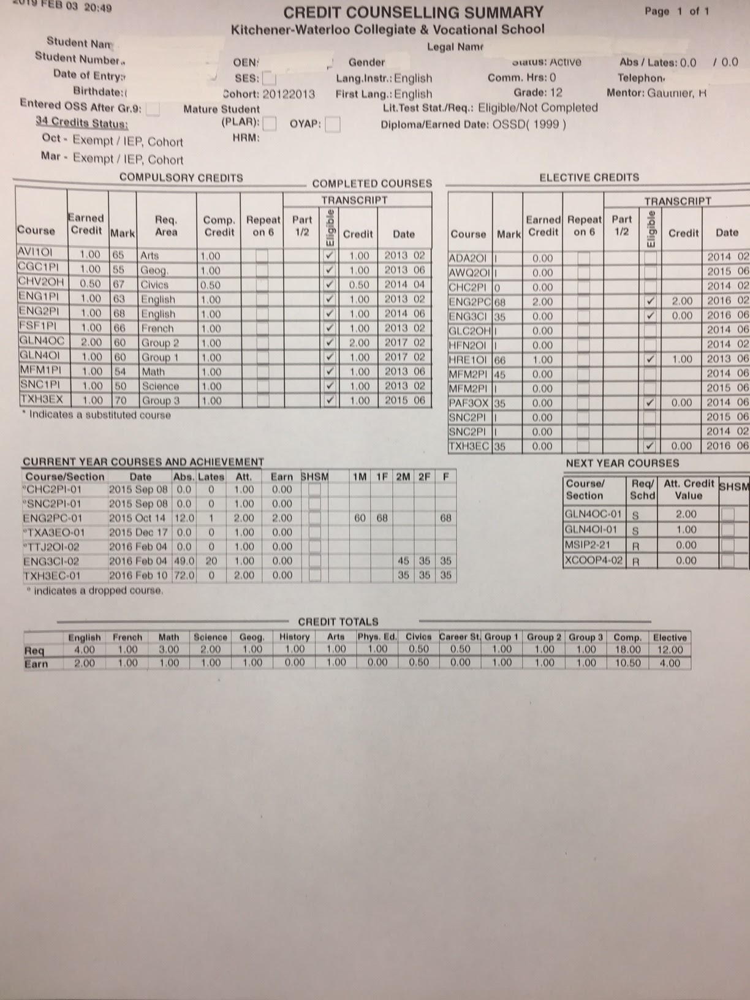 2019 FEB 03 20:49
CREDIT COUNSELLING SUMMARY
Page 1 of 1
Kitchener-Waterloo Collegiate & Vocational School
Student Nam
Legal Name
Student Number
OEN:
Gender
Status: Active
Abs / Lates: 0.0 / 0.0
Date of Entry:
SES:
Lang.Instr.: English
Comm. Hrs: 0
Telephon
Birthdate:
Cohort: 20122013
First Lang.: English
Grade: 12
Mentor: Gauthier, H
Entered OSS After Gr.9:
Mature Student
(PLAR):
OYAP:
Lit.Test Stat./Req.: Eligible/Not Completed
34 Credits Status:
Diploma/Earned Date: OSSD( 1999 )
Oct - Exempt / IEP, Cohort
HRM:
Mar - Exempt / IEP, Cohort
COMPULSORY CREDITS
COMPLETED COURSES
ELECTIVE CREDITS
TRANSCRIPT
Course Earned Credit Mark Req. Area Comp. Credit Repeat on 6 Part 1/2 Eligible Credit Date
AVI1OI 1.00 65 Arts 1.00 ✓ 1.00 2013 02
CGC1PI 1.00 55 Geog. 1.00 ✓ 1.00 2013 06
CHV2OH 0.50 67 Civics 0.50 ✓ 0.50 2014 04
ENG1PI 1.00 63 English 1.00 ✓ 1.00 2013 02
ENG2PI 1.00 68 English 1.00 ✓ 1.00 2014 06
FSF1PI 1.00 66 French 1.00 ✓ 1.00 2013 02
GLN4OC 2.00 60 Group 2 1.00 ✓ 2.00 2017 02
GLN4OI 1.00 60 Group 1 1.00 ✓ 1.00 2017 02
MFM1PI 1.00 54 Math 1.00 ✓ 1.00 2013 06
SNC1PI 1.00 50 Science 1.00 ✓ 1.00 2013 02
TXH3EX 1.00 70 Group 3 1.00 ✓ 1.00 2015 06
* Indicates a substituted course
TRANSCRIPT
Course Mark Earned Credit Repeat on 6 Part 1/2 Eligible Credit Date
ADA2OI I 0.00 2014 02
AWQ2OI I 0.00 2015 06
CHC2PI 0 0.00 2014 02
ENG2PC 68 2.00 ✓ 2.00 2016 02
ENG3CI 35 0.00 ✓ 0.00 2016 06
GLC2OH I 0.00 2014 06
HFN2OI I 0.00 2014 02
HRE1OI 66 1.00 ✓ 1.00 2013 06
MFM2PI 45 0.00 2014 06
MFM2PI I 0.00 2015 06
PAF3OX 35 0.00 ✓ 0.00 2014 06
SNC2PI I 0.00 2015 06
SNC2PI I 0.00 2014 02
TXH3EC 35 0.00 ✓ 0.00 2016 06
CURRENT YEAR COURSES AND ACHIEVEMENT
Course/Section Date Abs. Lates Att. Earn SHSM 1M 1F 2M 2F F
°CHC2PI-01 2015 Sep 08 0.0 0 1.00 0.00
°SNC2PI-01 2015 Sep 08 0.0 0 1.00 0.00
ENG2PC-01 2015 Oct 14 12.0 1 2.00 2.00 60 68 68
°TXA3EO-01 2015 Dec 17 0.0 0 1.00 0.00
°TTJ2OI-02 2016 Feb 04 0.0 0 1.00 0.00
ENG3CI-02 2016 Feb 04 49.0 20 1.00 0.00 45 35 35
TXH3EC-01 2016 Feb 10 72.0 0 2.00 0.00 35 35 35
° indicates a dropped course.
NEXT YEAR COURSES
Course/ Section Req/ Schd Att. Credit Value SHSM
GLN4OC-01 S 2.00
GLN4OI-01 S 1.00
MSIP2-21 R 0.00
XCOOP4-02 R 0.00
CREDIT TOTALS
English French Math Science Geog. History Arts Phys. Ed. Civics Career St. Group 1 Group 2 Group 3 Comp. Elective
Req 4.00 1.00 3.00 2.00 1.00 1.00 1.00 1.00 0.50 0.50 1.00 1.00 1.00 18.00 12.00
Earn 2.00 1.00 1.00 1.00 1.00 0.00 1.00 0.00 0.50 0.00 1.00 1.00 1.00 10.50 4.00